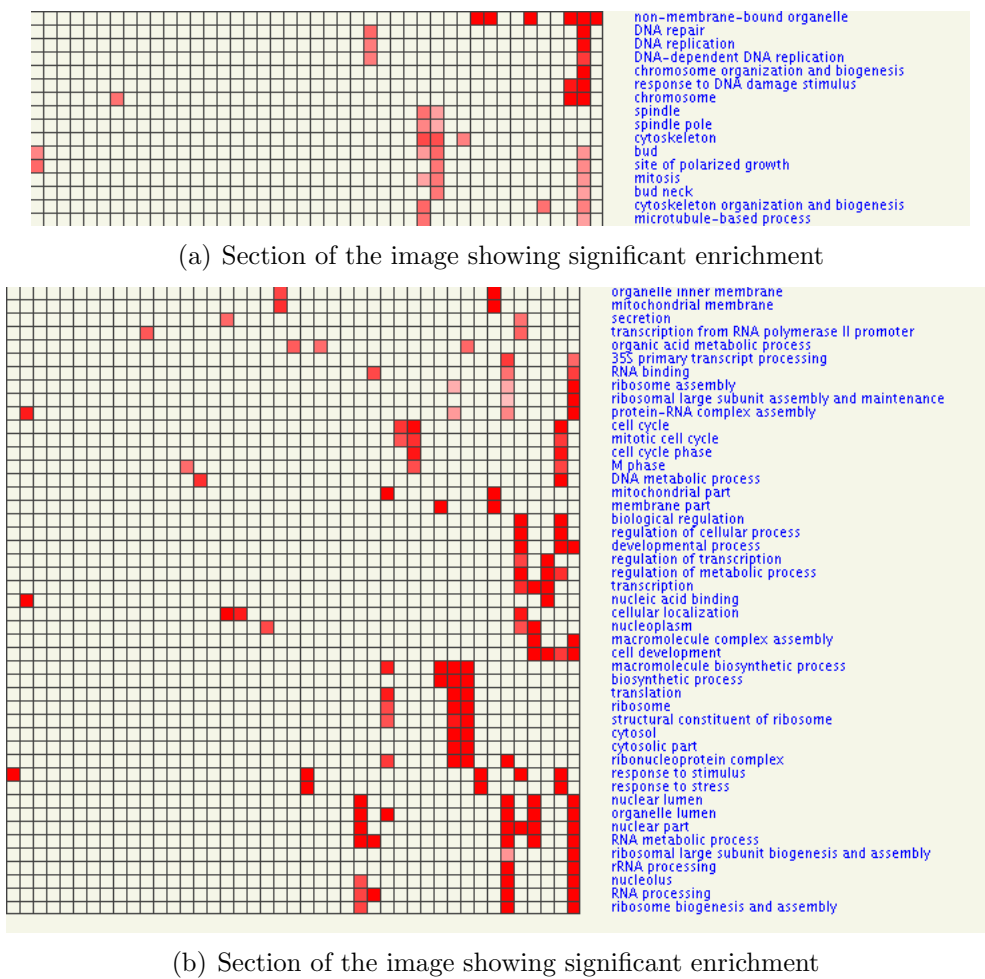 non-membrane-bound organelle
DNA repair
DNA replication
DNA-dependent DNA replication
chromosome organization and biogenesis
response to DNA damage stimulus
chromosome
spindle
spindle pole
cytoskeleton
bud
site of polarized growth
mitosis
bud neck
cytoskeleton organization and biogenesis
microtubule-based process
(a) Section of the image showing significant enrichment
organelle inner membrane
mitochondrial membrane
secretion
transcription from RNA polymerase II promoter
organic acid metabolic process
35S primary transcript processing
RNA binding
ribosome assembly
ribosomal large subunit assembly and maintenance
protein-RNA complex assembly
cell cycle
mitotic cell cycle
cell cycle phase
M phase
DNA metabolic process
mitochondrial part
membrane part
biological regulation
regulation of cellular process
developmental process
regulation of transcription
regulation of metabolic process
transcription
nucleic acid binding
cellular localization
nucleoplasm
macromolecule complex assembly
cell development
macromolecule biosynthetic process
biosynthetic process
translation
ribosome
structural constituent of ribosome
cytosol
cytosolic part
ribonucleoprotein complex
response to stimulus
response to stress
nuclear lumen
organelle lumen
nuclear part
RNA metabolic process
ribosomal large subunit biogenesis and assembly
rRNA processing
nucleolus
RNA processing
ribosome biogenesis and assembly
(b) Section of the image showing significant enrichment